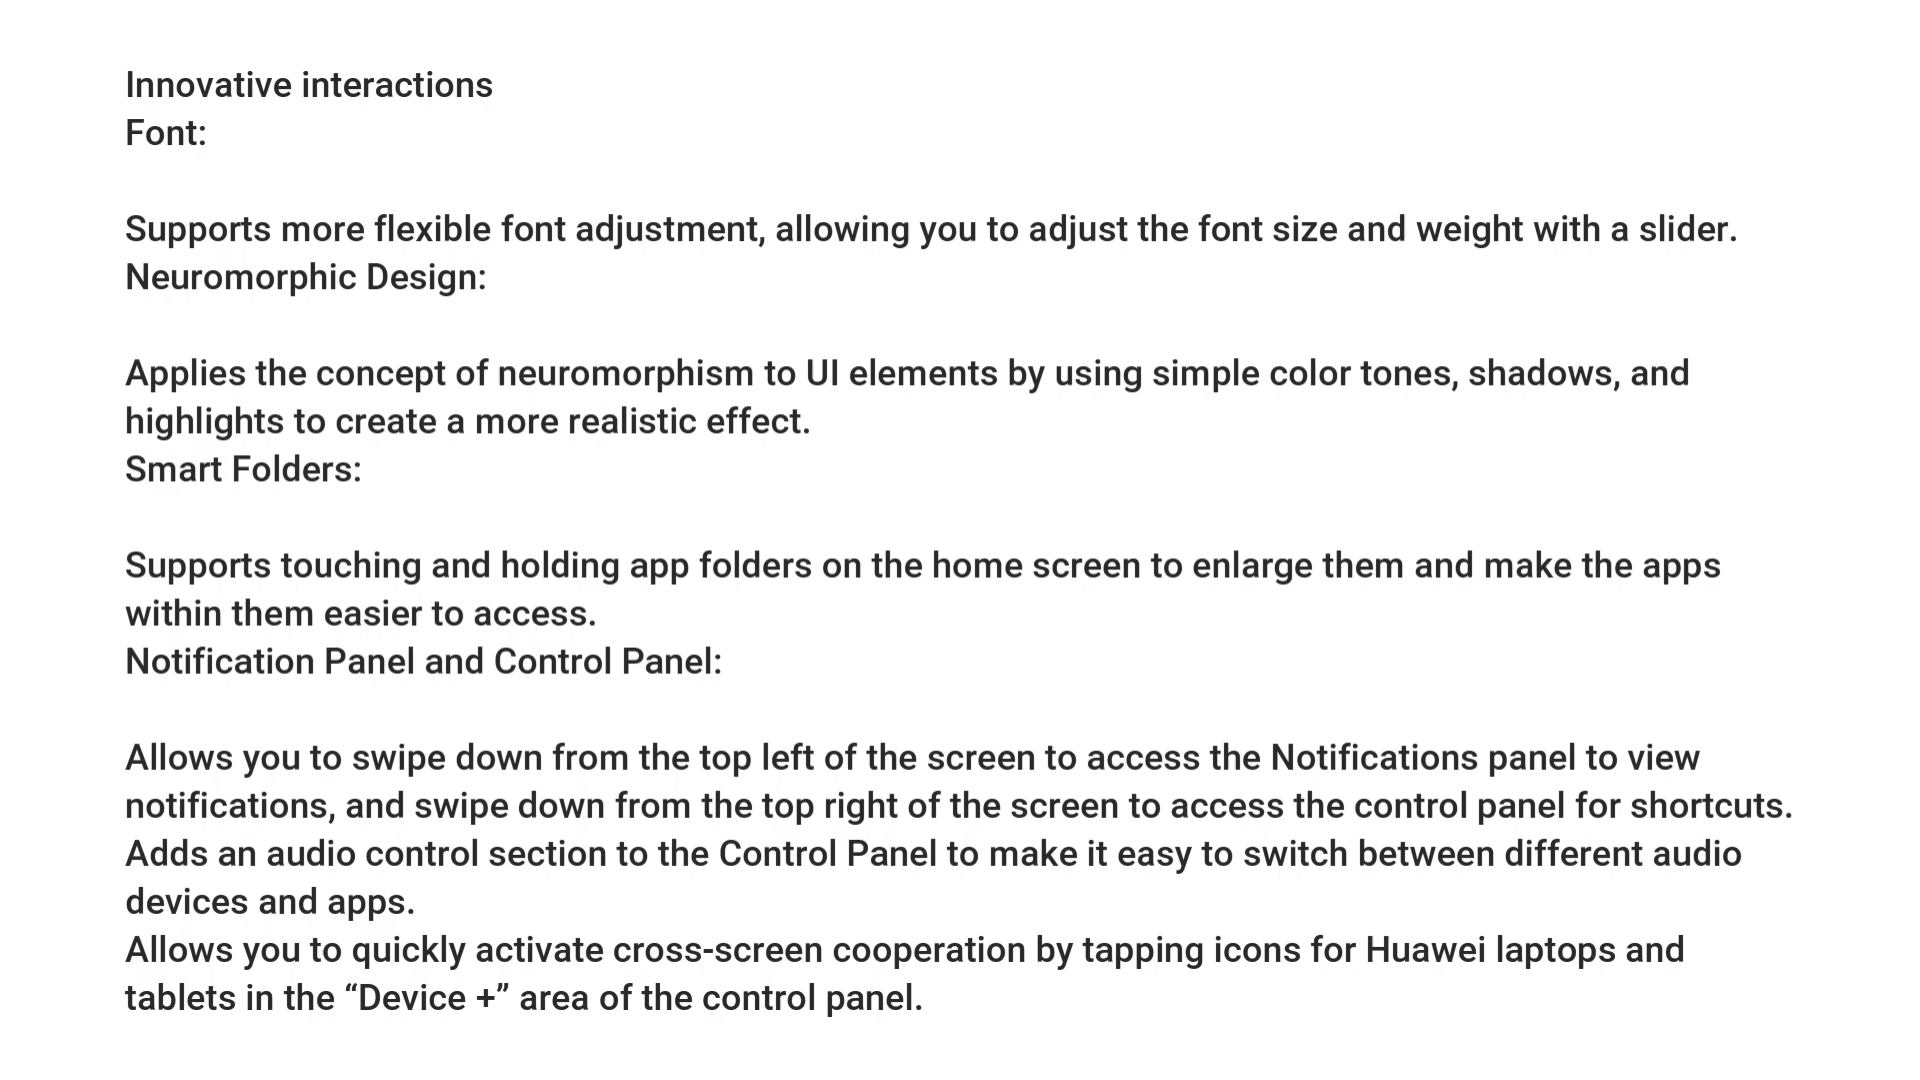 Innovative interactions
Font:
Supports more flexible font adjustment, allowing you to adjust the font size and weight with a slider.
Neuromorphic Design:
Applies the concept of neuromorphism to UI elements by using simple color tones, shadows, and
highlights to create a more realistic effect.
Smart Folders:
Supports touching and holding app folders on the home screen to enlarge them and make the apps
within them easier to access.
Notification Panel and Control Panel:
Allows you to swipe down from the top left of the screen to access the Notifications panel to view
notifications, and swipe down from the top right of the screen to access the control panel for shortcuts.
Adds an audio control section to the Control Panel to make it easy to switch between different audio
devices and apps.
Allows you to quickly activate cross-screen cooperation by tapping icons for Huawei laptops and
tablets in the “Device +” area of the control panel.